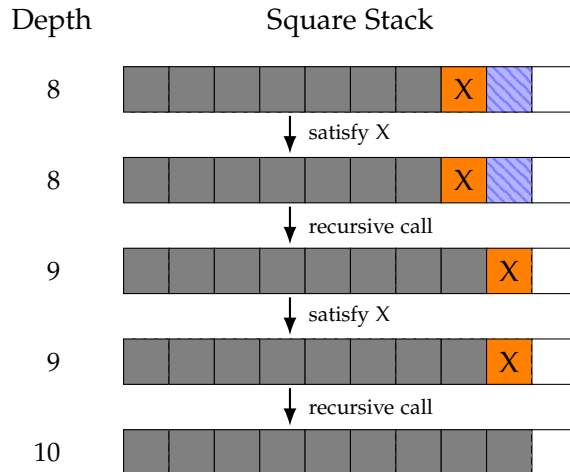 Depth Square Stack
8 X
satisfy X
8 X
recursive call
9 X
satisfy X
9 X
recursive call
10